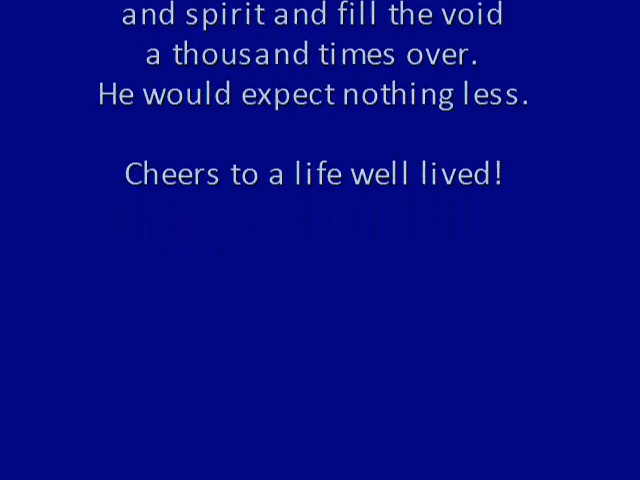 and spirit and fill the void
a thousand times over.
He would expect nothing less.
Cheers to a life well lived!